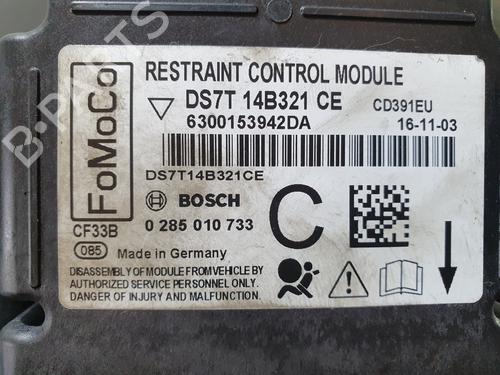 FoMoCo
RESTRAINT CONTROL MODULE
DS7T 14B321 CE
CD391EU
6300153942DA
16-11-03
DS7T14B321CE
BOSCH
C
0 285 010 733
CF33B
085
Made in Germany
DISASSEMBLY OF MODULE FROM VEHICLE BY
AUTHORIZED SERVICE PERSONNEL ONLY.
DANGER OF INJURY AND MALFUNCTION.